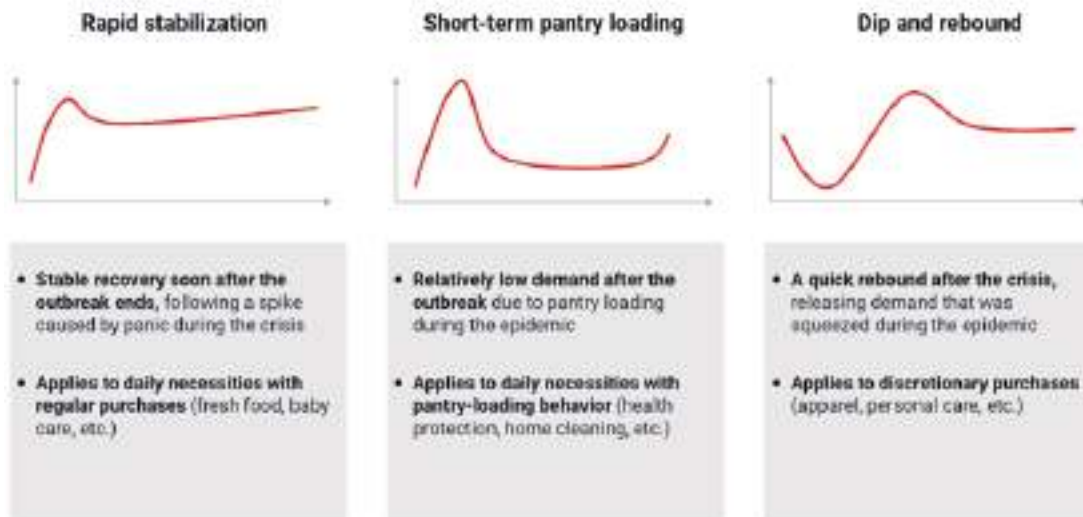 Rapid stabilization
Short-term pantry loading
Dip and rebound
• Stable recovery soon after the
outbreak ends, following a spike
caused by panic during the crisis
• Applies to daily necessities with
regular purchases (fresh food, baby
care, etc.)
• Relatively low demand after the
outbreak due to pantry loading
during the epidemic
• Applies to daily necessities with
pantry-loading behavior (health
protection, home cleaning, etc.)
• A quick rebound after the crisis,
releasing demand that was
squeezed during the epidemic
• Applies to discretionary purchases
(apparel, personal care, etc.)